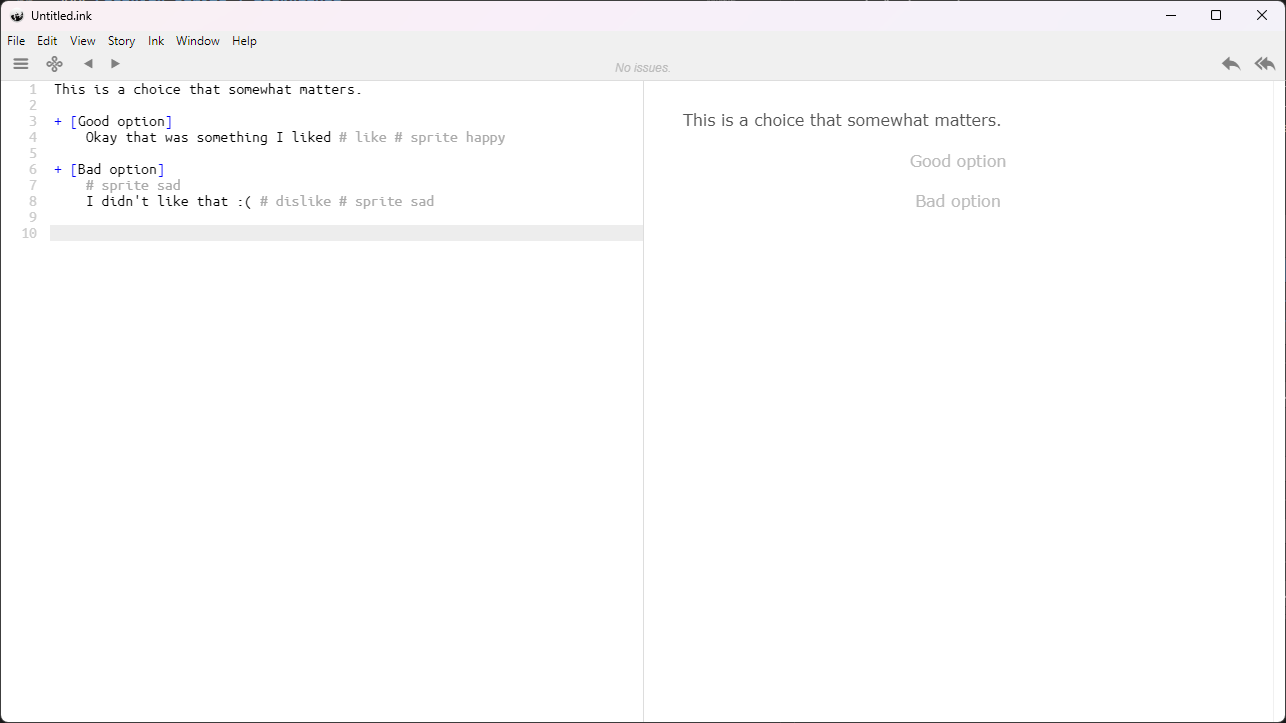 Untitled.ink
File Edit View Story Ink Window Help
No issues.
1 This is a choice that somewhat matters.
2
3 + [Good option]
4 Okay that was something I liked # like # sprite happy
5
6 + [Bad option]
7 # sprite sad
8 I didn't like that :( # dislike # sprite sad
9
10
This is a choice that somewhat matters.
Good option
Bad option